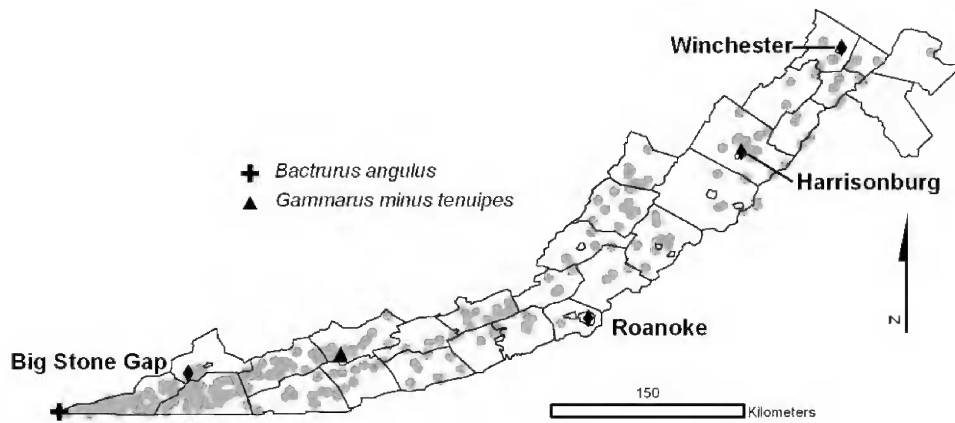 Winchester
Bactrurus angulus
Gammarus minus tenuipes
Harrisonburg
N
Roanoke
Big Stone Gap
150
Kilometers